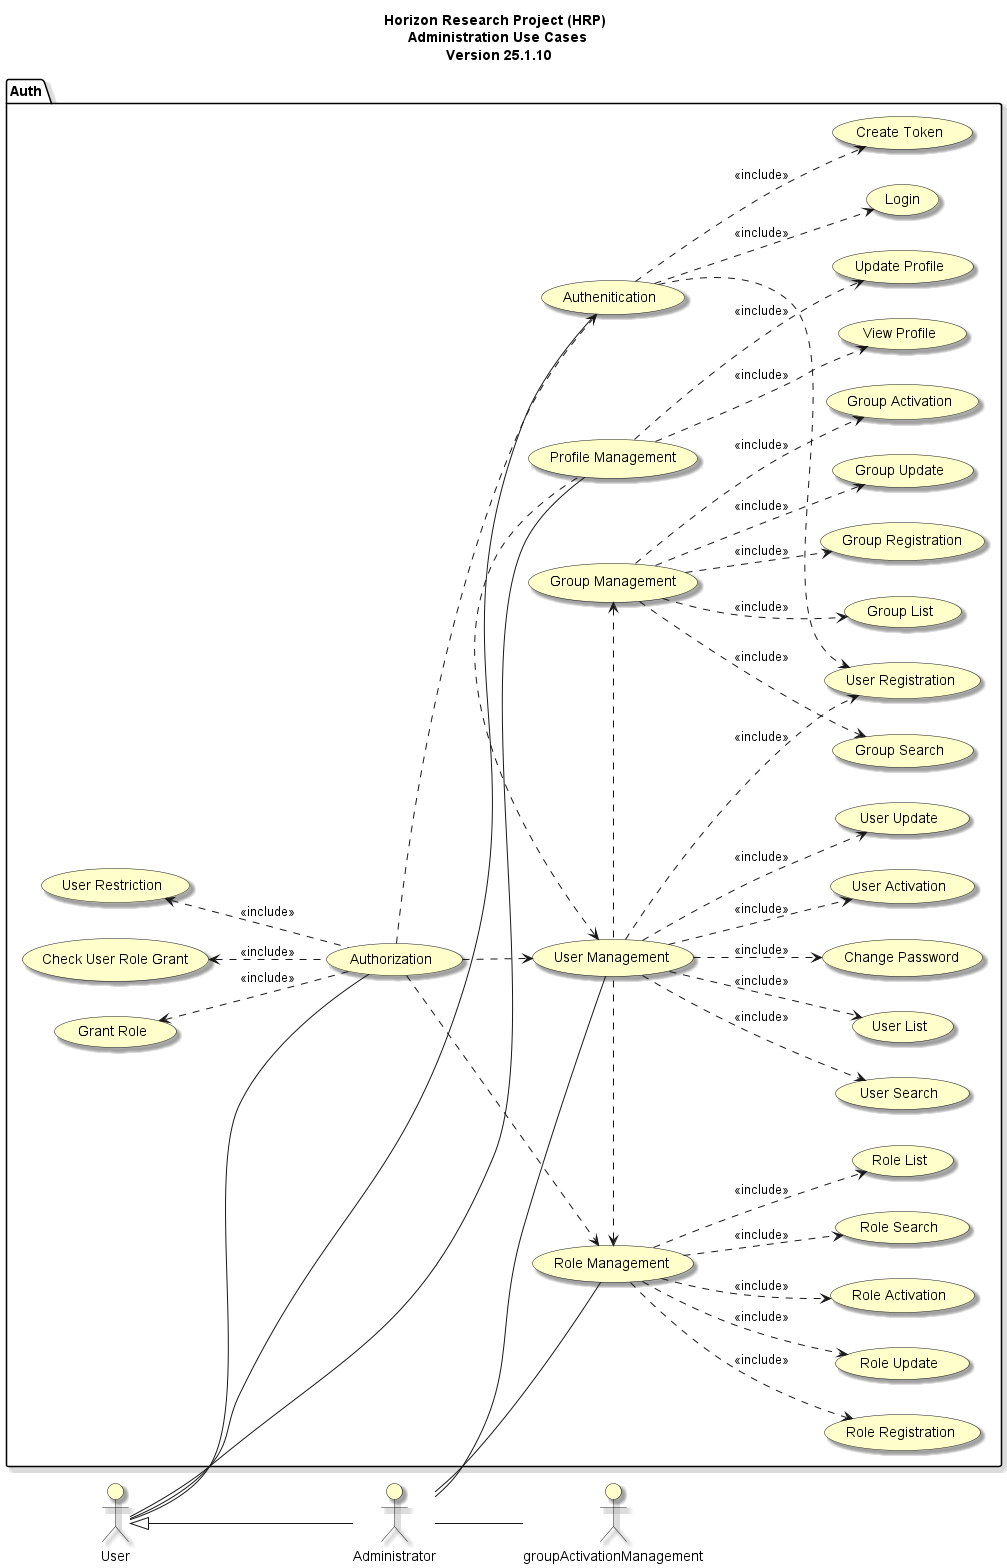 Horizon Research Project (HRP)
Administration Use Cases
Version 25.1.10
Auth
Create Token
«include»
Login
«include»
Update Profile
Authenitication
«include»
View Profile
«include»
Group Activation
«include»
Profile Management
Group Update
«include»
Group Registration
«include»
Group Management
«include»
Group List
«include»
User Registration
«include»
Group Search
User Update
«include»
User Restriction
User Activation
«include»
«include»
«include»
«include»
Check User Role Grant
Authorization
User Management
Change Password
«include»
«include»
User List
Grant Role
«include»
User Search
Role List
«include»
Role Search
«include»
Role Management
«include»
Role Activation
«include»
Role Update
«include»
Role Registration
User
Administrator
groupActivationManagement